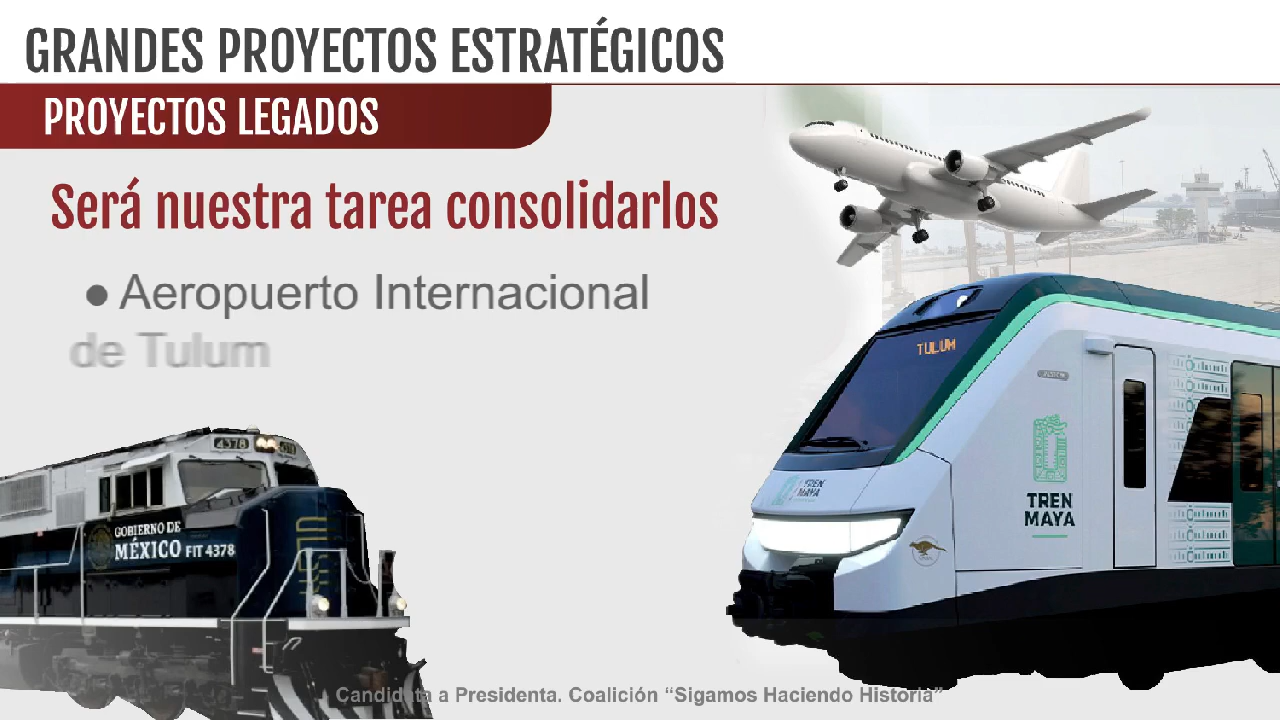 GRANDES PROYECTOS ESTRATÉGICOS
PROYECTOS LEGADOS
Será nuestra tarea consolidarlos
● Aeropuerto Internacional
de Tulum
TULUM
4378
TREN
MAYA
TREN
MAYA
GOBIERNO DE
MÉXICO FIT 4378
Candidata a Presidenta. Coalición “Sigamos Haciendo Historia”